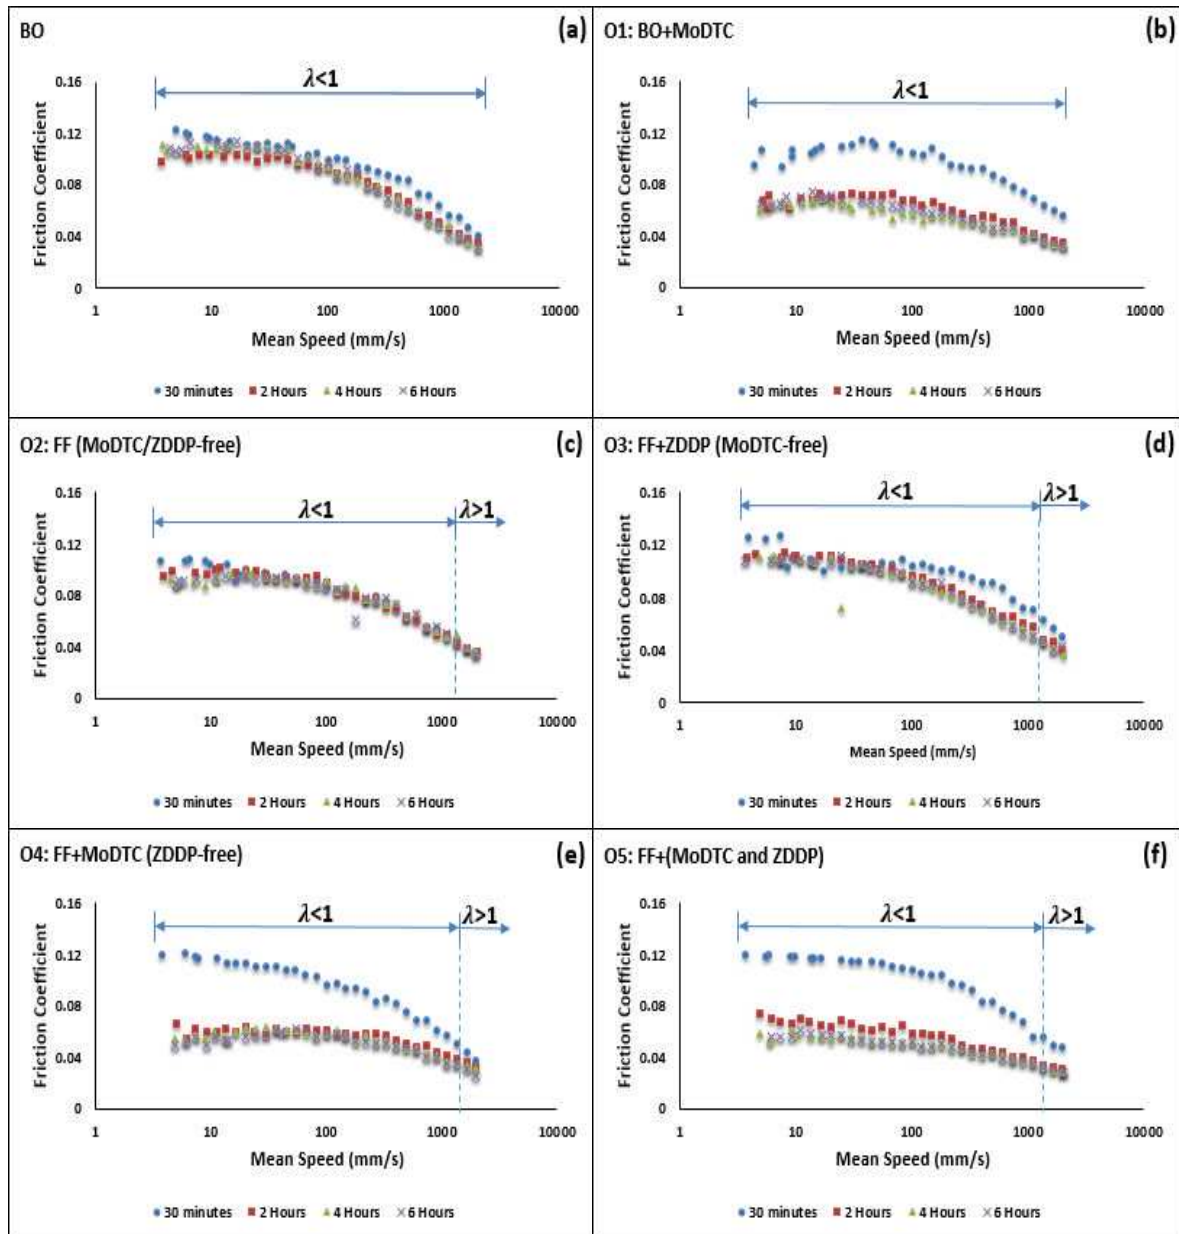 BO (a)
λ<1
0.16
0.12
0.08
0.04
0
Friction Coefficient
1 10 100 1000 10000
Mean Speed (mm/s)
30 minutes 2 Hours 4 Hours 6 Hours
O1: BO+MoDTC (b)
λ<1
0.16
0.12
0.08
0.04
0
Friction Coefficient
1 10 100 1000 10000
Mean Speed (mm/s)
30 minutes 2 Hours 4 Hours 6 Hours
O2: FF (MoDTC/ZDDP-free) (c)
λ<1 λ>1
0.16
0.12
0.08
0.04
0
Friction Coefficient
1 10 100 1000 10000
Mean Speed (mm/s)
30 minutes 2 Hours 4 Hours 6 Hours
O3: FF+ZDDP (MoDTC-free) (d)
λ<1 λ>1
0.16
0.12
0.08
0.04
0
Friction Coefficient
1 10 100 1000 10000
Mean Speed (mm/s)
30 minutes 2 Hours 4 Hours 6 Hours
O4: FF+MoDTC (ZDDP-free) (e)
λ<1 λ>1
0.16
0.12
0.08
0.04
0
Friction Coefficient
1 10 100 1000 10000
Mean Speed (mm/s)
30 minutes 2 Hours 4 Hours 6 Hours
O5: FF+(MoDTC and ZDDP) (f)
λ<1 λ>1
0.16
0.12
0.08
0.04
0
Friction Coefficient
1 10 100 1000 10000
Mean Speed (mm/s)
30 minutes 2 Hours 4 Hours 6 Hours